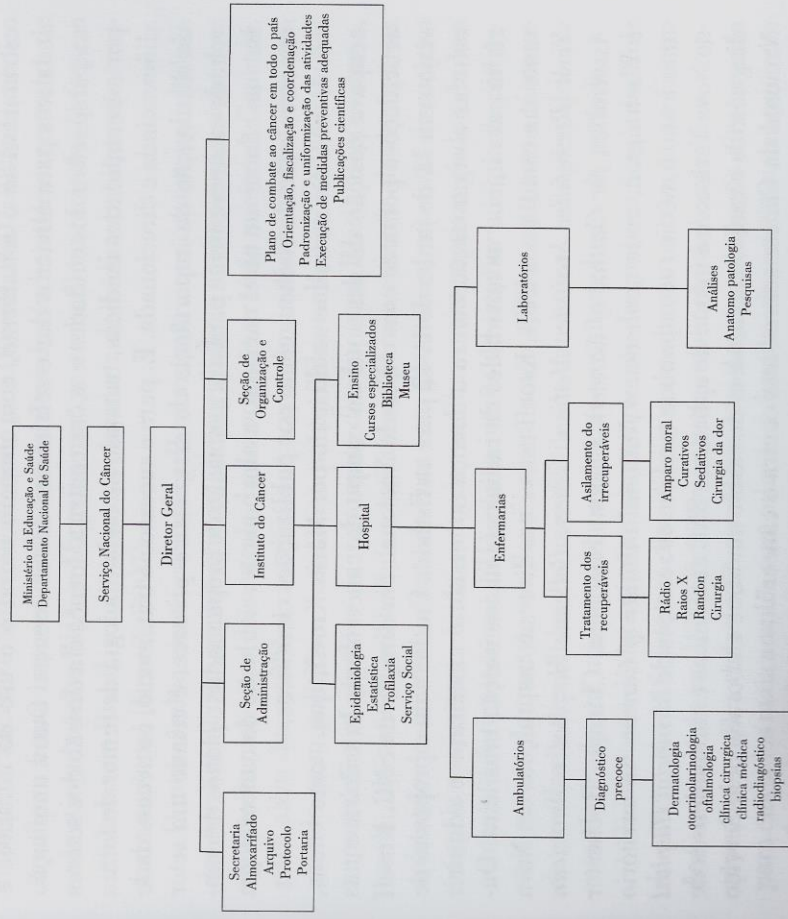 Ministério da Educação e Saúde
Departamento Nacional de Saúde
Serviço Nacional do Câncer
Diretor Geral
Secretaria
Almoxarifado
Arquivo
Protocolo
Portaria
Seção de
Administração
Instituto do Câncer
Seção de
Organização e
Controle
Plano de combate ao câncer em todo o país
Orientação, fiscalização e coordenação
Padronização e uniformização das atividades
Execução de medidas preventivas adequadas
Publicações científicas
Epidemiologia
Estatística
Profilaxia
Serviço Social
Hospital
Ensino
Cursos especializados
Biblioteca
Museu
Ambulatórios
Enfermarias
Laboratórios
Diagnóstico
precoce
Tratamento dos
recuperáveis
Asilamento do
irrecuperáveis
Dermatologia
otorrinolarinologia
oftalmologia
clínica cirurgica
clínica médica
radiodiagóstico
biopsias
Rádio
Raios X
Randon
Cirurgia
Amparo moral
Curativos
Sedativos
Cirurgia da dor
Análises
Anatomo patologia
Pesquisas